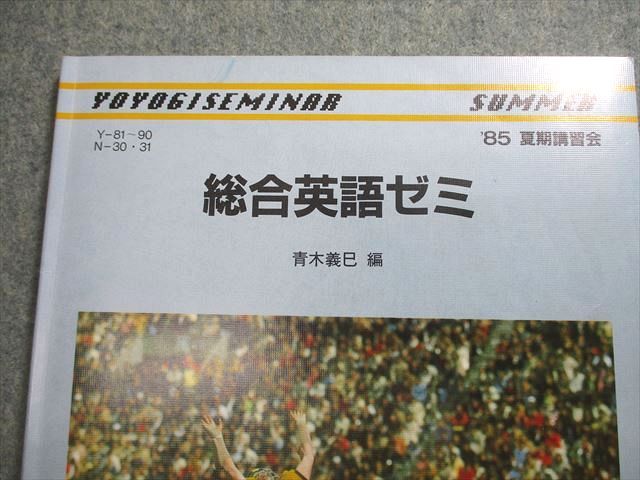 YOYOGISEMINAR SUMMER
Y-81~90
N-30・31
'85 夏期講習会
総合英語ゼミ
青木義巳 編